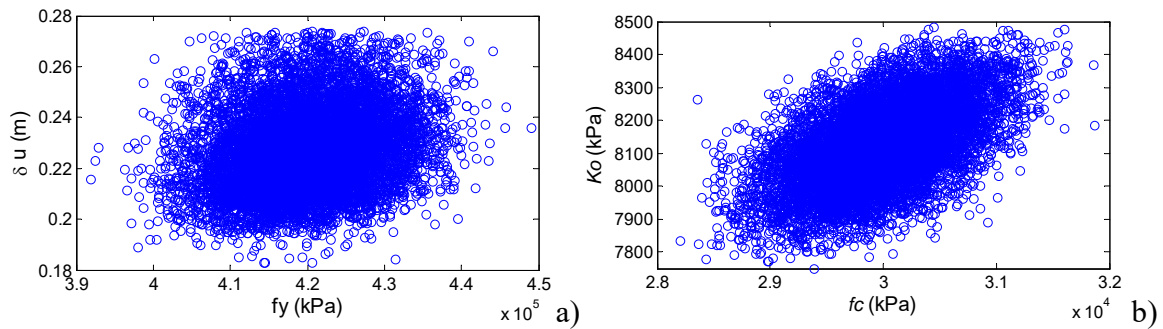 0.28
0.26
0.24
0.22
0.2
0.18
δ u (m)
3.9 4 4.1 4.2 4.3 4.4 4.5
fy (kPa)
x 10^5
a)
8500
8400
8300
8200
8100
8000
7900
7800
Ko (kPa)
2.8 2.9 3 3.1 3.2
fc (kPa)
x 10^4
b)